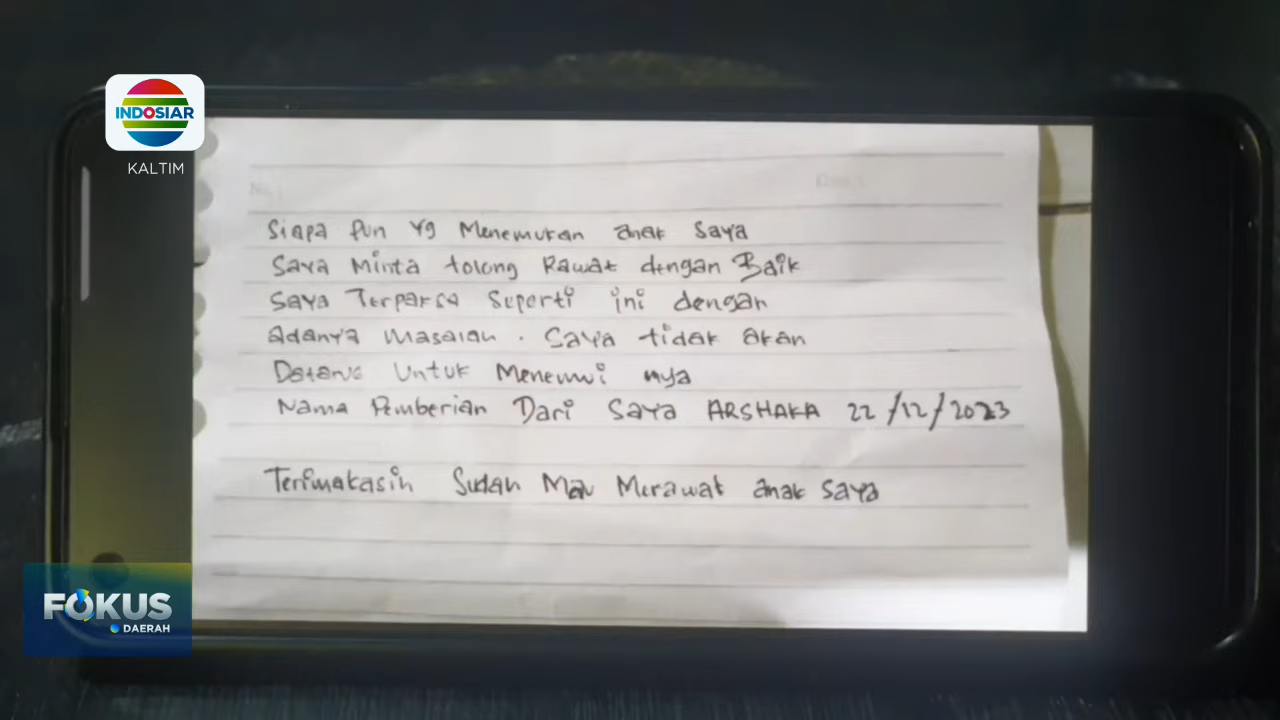 INDOSIAR
KALTIM
Siapa Pun Yg Menemukan anak Saya
Saya Minta tolong Rawat dengan Baik
Saya Terpaksa Seperti ini dengan
adanya Masalah . Saya tidak akan
Datang Untuk Menemui nya
Nama Pemberian Dari Saya ARSHAKA 22/12/2023
Terimakasih Sudah Mau Merawat anak Saya
FOKUS
DAERAH